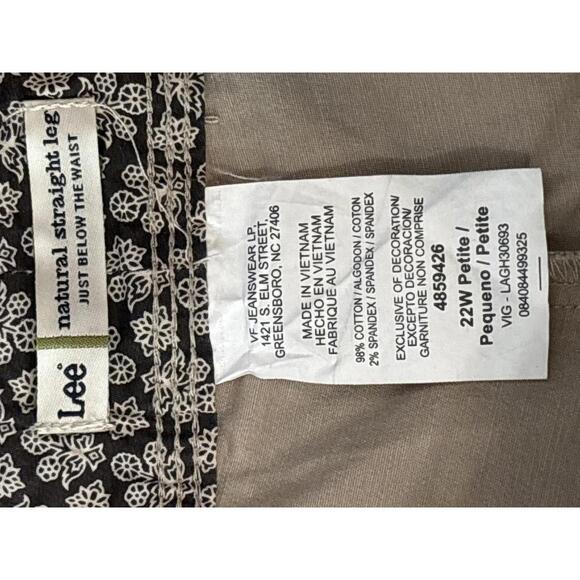 Lee
natural straight leg
JUST BELOW THE WAIST
VF JEANSWEAR LP,
1421 S. ELM STREET,
GREENSBORO, NC 27406
MADE IN VIETNAM
HECHO EN VIETNAM
FABRIQUE AU VIETNAM
98% COTTON / ALGODON / COTON
2% SPANDEX / SPANDEX / SPANDEX
EXCLUSIVE OF DECORATION/
EXCEPTO DECORACION/
GARNITURE NON COMPRISE
4859426
22W Petite /
Pequeno / Petite
VIG - LAGH30693
084084499325